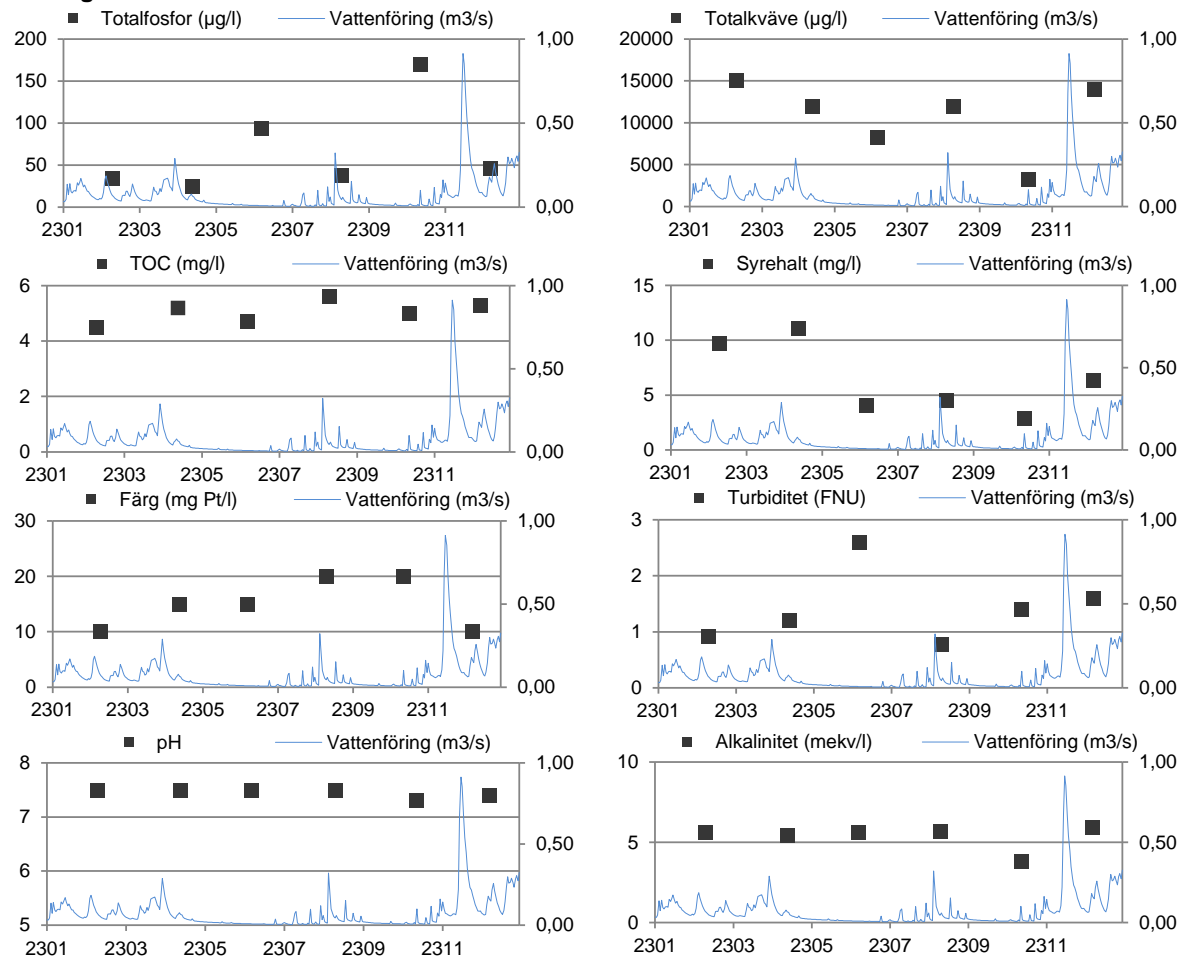 Totalfosfor (µg/l) Vattenföring (m3/s)
200 1,00
150
100 0,50
50
0 0,00
2301 2303 2305 2307 2309 2311
Totalkväve (µg/l) Vattenföring (m3/s)
20000 1,00
15000
10000 0,50
5000
0 0,00
2301 2303 2305 2307 2309 2311
TOC (mg/l) Vattenföring (m3/s)
6 1,00
4
0,50
2
0 0,00
2301 2303 2305 2307 2309 2311
Syrehalt (mg/l) Vattenföring (m3/s)
15 1,00
10
0,50
5
0 0,00
2301 2303 2305 2307 2309 2311
Färg (mg Pt/l) Vattenföring (m3/s)
30 1,00
20
0,50
10
0 0,00
2301 2303 2305 2307 2309 2311
Turbiditet (FNU) Vattenföring (m3/s)
3 1,00
2
0,50
1
0 0,00
2301 2303 2305 2307 2309 2311
pH Vattenföring (m3/s)
8 1,00
7
0,50
6
5 0,00
2301 2303 2305 2307 2309 2311
Alkalinitet (mekv/l) Vattenföring (m3/s)
10 1,00
5 0,50
0 0,00
2301 2303 2305 2307 2309 2311